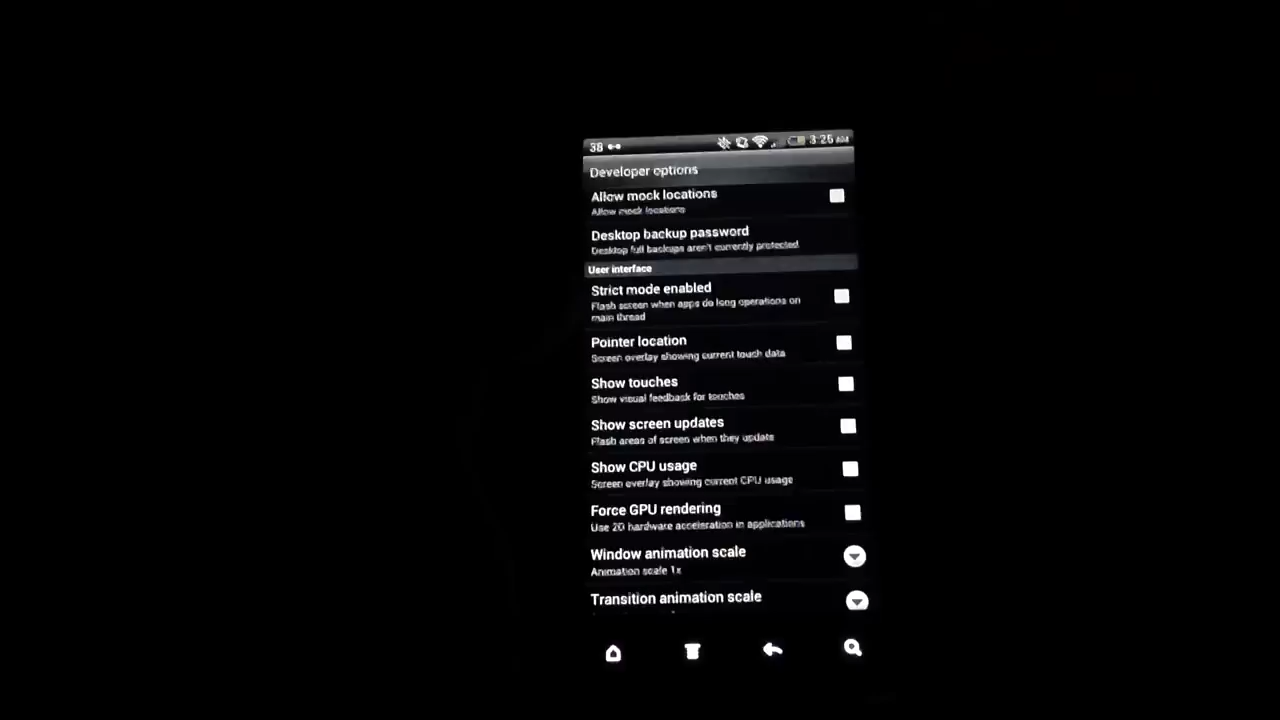 38 3:25 AM
Developer options
Allow mock locations
Allow mock locations
Desktop backup password
Desktop full backups aren't currently protected
User interface
Strict mode enabled
Flash screen when apps do long operations on
main thread
Pointer location
Screen overlay showing current touch data
Show touches
Show visual feedback for touches
Show screen updates
Flash areas of screen when they update
Show CPU usage
Screen overlay showing current CPU usage
Force GPU rendering
Use 2D hardware acceleration in applications
Window animation scale
Animation scale 1x
Transition animation scale